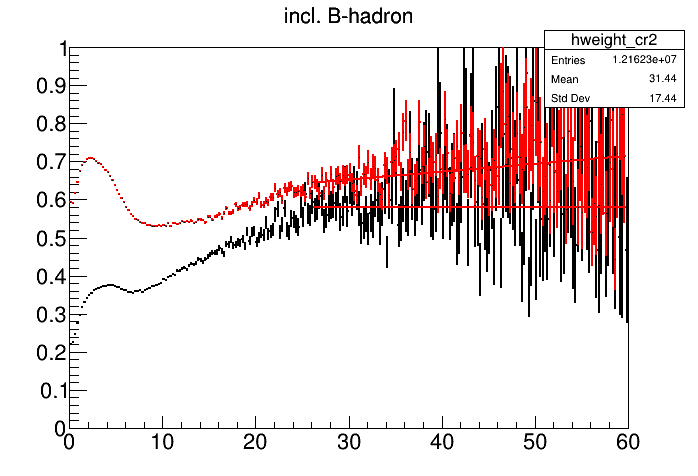 incl. B-hadron
hweight_cr2
Entries 1.21623e+07
Mean 31.44
Std Dev 17.44
1
0.9
0.8
0.7
0.6
0.5
0.4
0.3
0.2
0.1
0
0 10 20 30 40 50 60